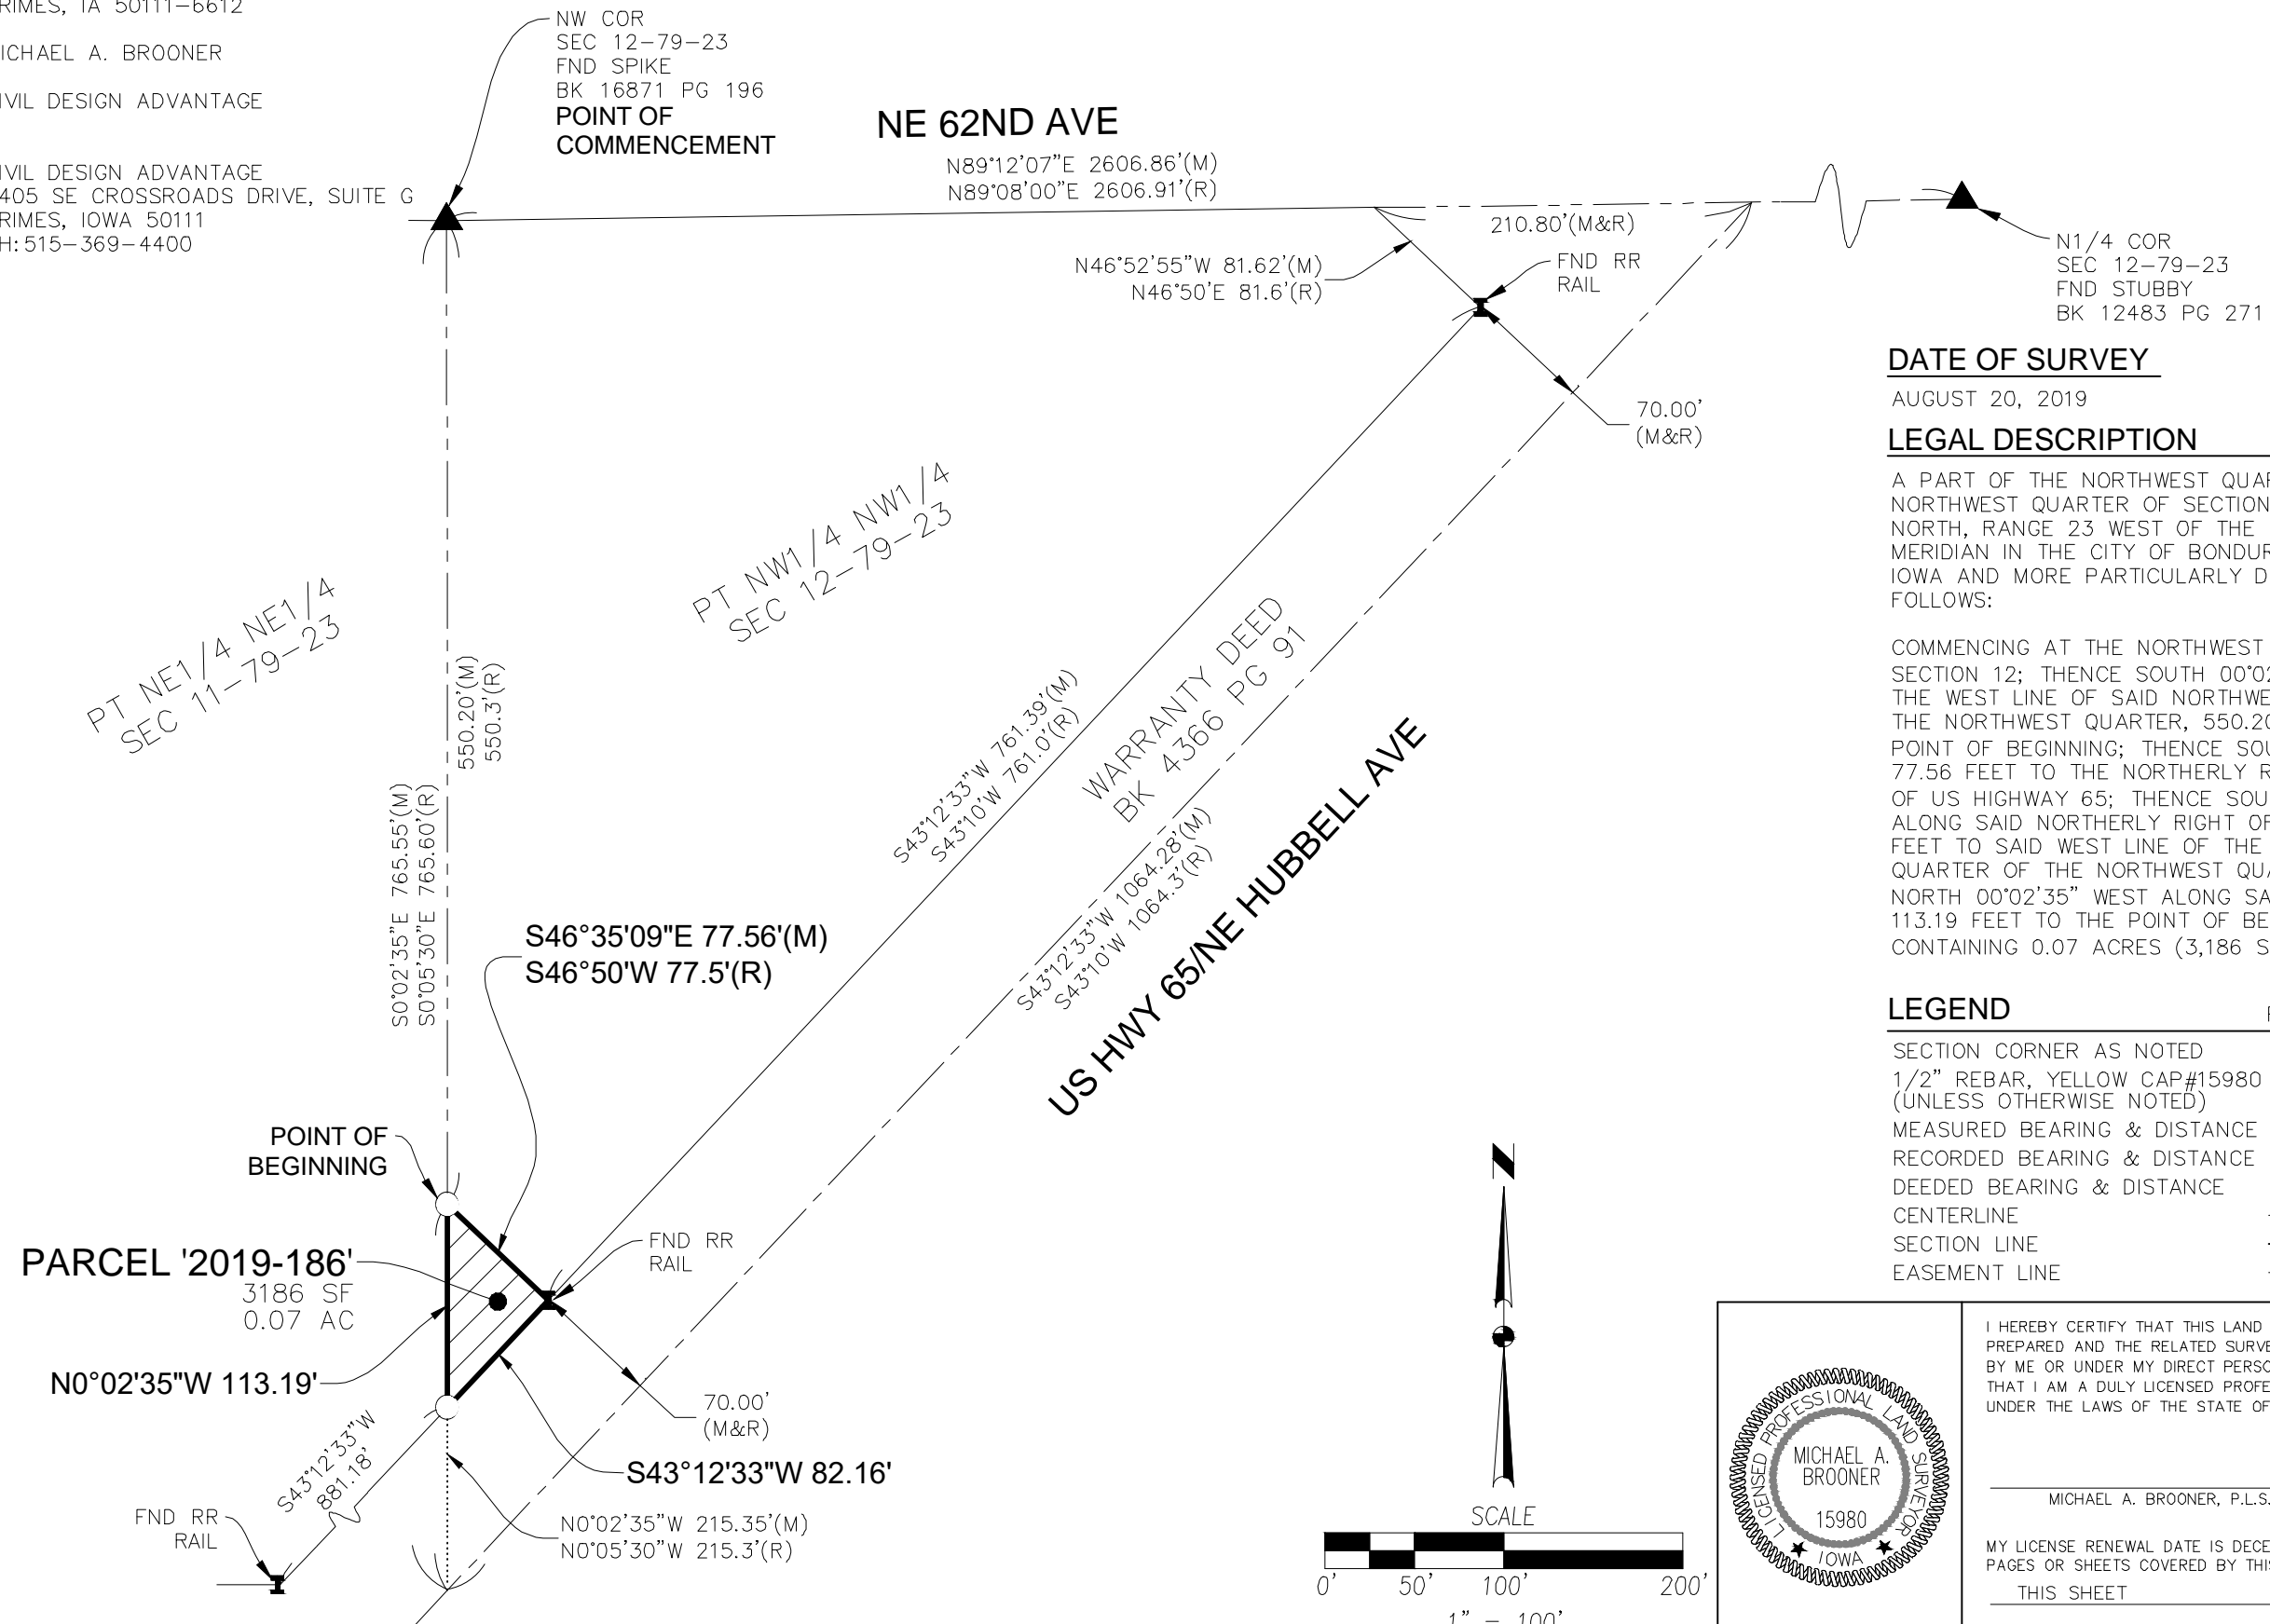 RIMES, IA 50111-6612
ICHAEL A. BROONER
IVIL DESIGN ADVANTAGE
IVIL DESIGN ADVANTAGE
405 SE CROSSROADS DRIVE, SUITE G
RIMES, IOWA 50111
H:515-369-4400
NW COR
SEC 12-79-23
FND SPIKE
BK 16871 PG 196
POINT OF
COMMENCEMENT
NE 62ND AVE
N89°12'07"E 2606.86'(M)
N89°08'00"E 2606.91'(R)
210.80'(M&R)
N46°52'55"W 81.62'(M)
N46°50'E 81.6'(R)
FND RR
RAIL
N1/4 COR
SEC 12-79-23
FND STUBBY
BK 12483 PG 271
70.00'
(M&R)
PT NE1/4 NE1/4
SEC 11-79-23
PT NW1/4 NW1/4
SEC 12-79-23
550.20'(M)
550.3'(R)
S0°02'35"E 765.55'(M)
S0°05'30"E 765.60'(R)
S43°12'33"W 761.39'(M)
S43°10'W 761.0'(R)
WARRANTY DEED
BK 4366 PG 91
S43°12'33"W 1064.28'(M)
S43°10'W 1064.3'(R)
US HWY 65/NE HUBBELL AVE
S46°35'09"E 77.56'(M)
S46°50'W 77.5'(R)
POINT OF
BEGINNING
PARCEL '2019-186'
3186 SF
0.07 AC
FND RR
RAIL
N0°02'35"W 113.19'
70.00'
(M&R)
S43°12'33"W 82.16'
S43°12'33"W
881.18'
FND RR
RAIL
N0°02'35"W 215.35'(M)
N0°05'30"W 215.3'(R)
N
SCALE
0' 50' 100' 200'
1" = 100'
DATE OF SURVEY
AUGUST 20, 2019
LEGAL DESCRIPTION
A PART OF THE NORTHWEST QUAR
NORTHWEST QUARTER OF SECTION
NORTH, RANGE 23 WEST OF THE
MERIDIAN IN THE CITY OF BONDUR
IOWA AND MORE PARTICULARLY D
FOLLOWS:
COMMENCING AT THE NORTHWEST
SECTION 12; THENCE SOUTH 00°02
THE WEST LINE OF SAID NORTHWE
THE NORTHWEST QUARTER, 550.20
POINT OF BEGINNING; THENCE SOU
77.56 FEET TO THE NORTHERLY R
OF US HIGHWAY 65; THENCE SOU
ALONG SAID NORTHERLY RIGHT OF
FEET TO SAID WEST LINE OF THE
QUARTER OF THE NORTHWEST QUA
NORTH 00°02'35" WEST ALONG SA
113.19 FEET TO THE POINT OF BE
CONTAINING 0.07 ACRES (3,186 S
LEGEND
SECTION CORNER AS NOTED
1/2" REBAR, YELLOW CAP#15980
(UNLESS OTHERWISE NOTED)
MEASURED BEARING & DISTANCE
RECORDED BEARING & DISTANCE
DEEDED BEARING & DISTANCE
CENTERLINE
SECTION LINE
EASEMENT LINE
LICENSED PROFESSIONAL LAND SURVEYOR
MICHAEL A.
BROONER
15980
IOWA
I HEREBY CERTIFY THAT THIS LAND
PREPARED AND THE RELATED SURVE
BY ME OR UNDER MY DIRECT PERSO
THAT I AM A DULY LICENSED PROFE
UNDER THE LAWS OF THE STATE OF
MICHAEL A. BROONER, P.L.S.
MY LICENSE RENEWAL DATE IS DECE
PAGES OR SHEETS COVERED BY THIS
THIS SHEET